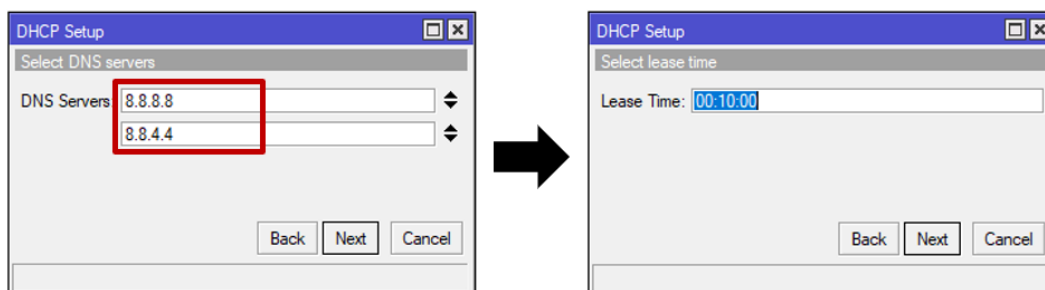 DHCP Setup
Select DNS servers
DNS Servers: 8.8.8.8
8.8.4.4
Back Next Cancel
DHCP Setup
Select lease time
Lease Time: 00:10:00
Back Next Cancel